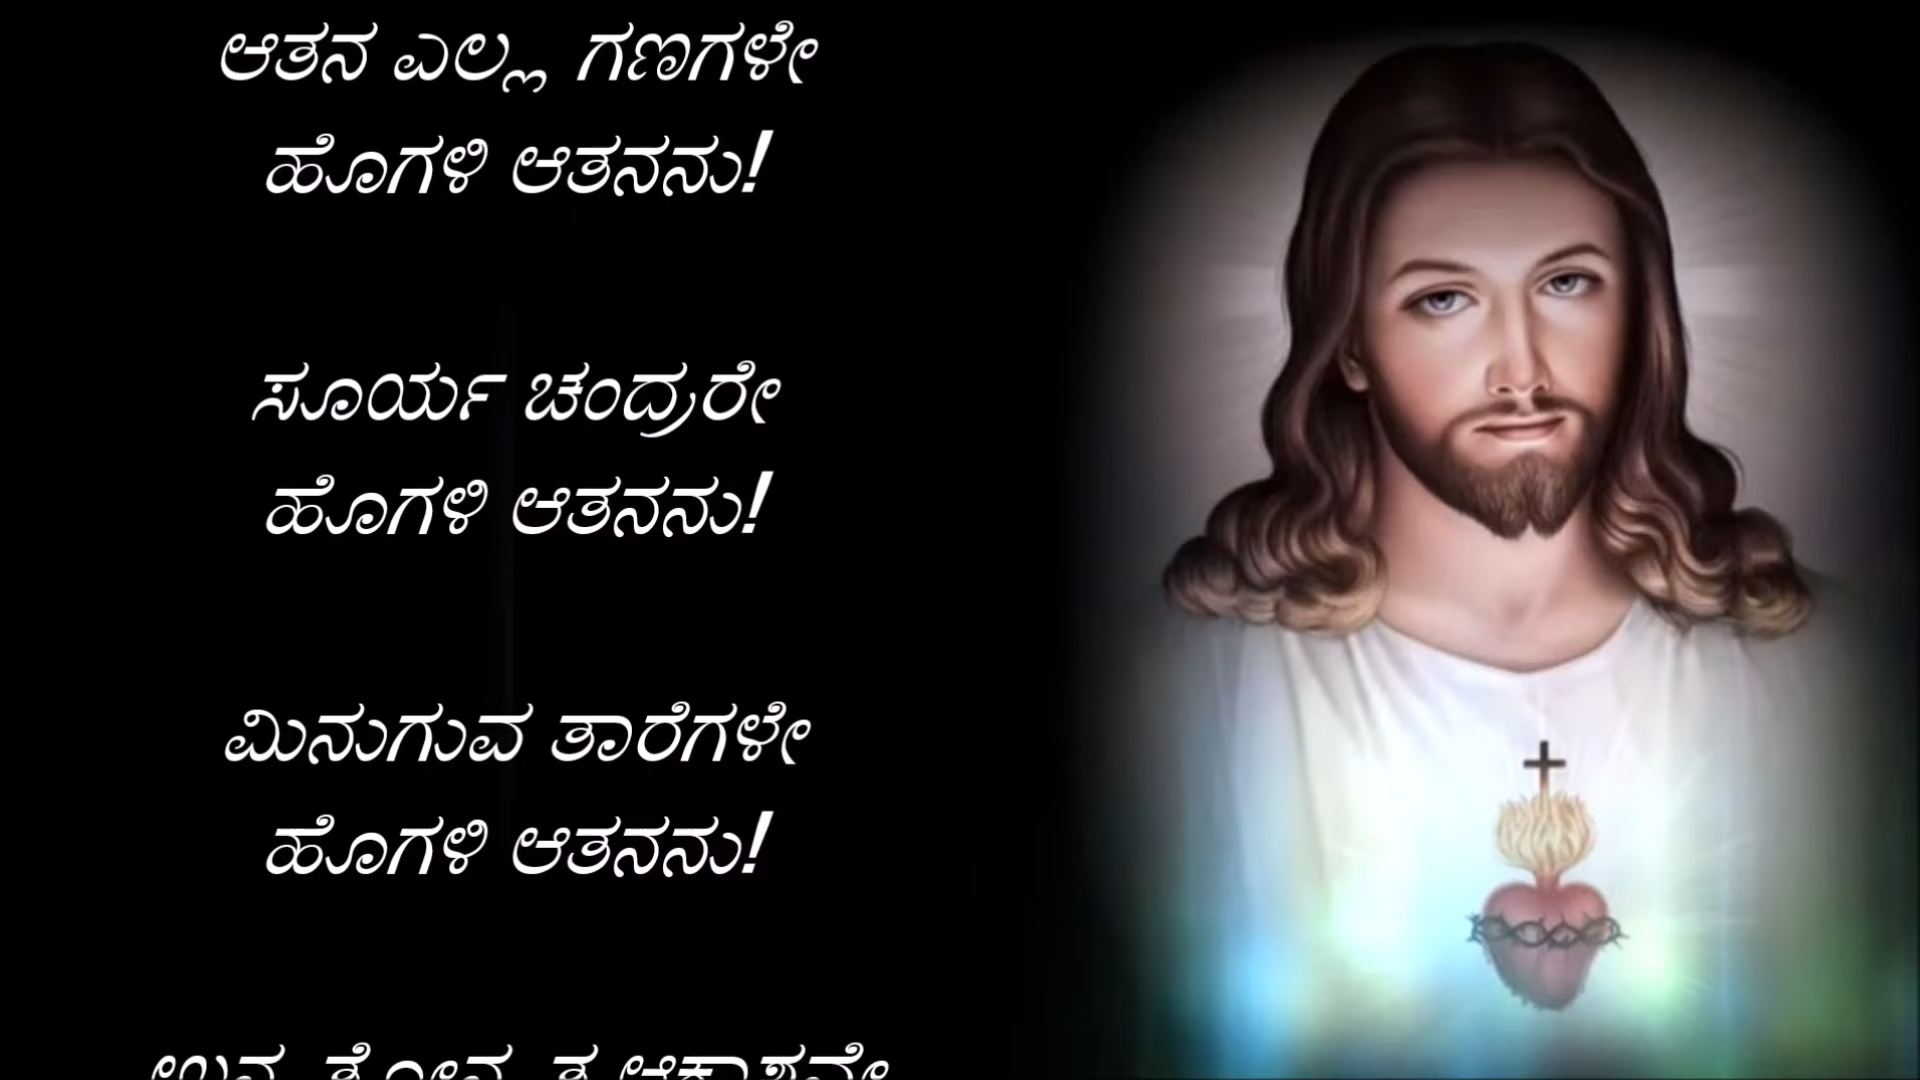 ಆತನ ಎಲ್ಲ ಗಣಗಳೇ
ಹೊಗಳಿ ಆತನನು!
ಸೂರ್ಯ ಚಂದ್ರರೇ
ಹೊಗಳಿ ಆತನನು!
ಮಿನುಗುವ ತಾರೆಗಳೇ
ಹೊಗಳಿ ಆತನನು!